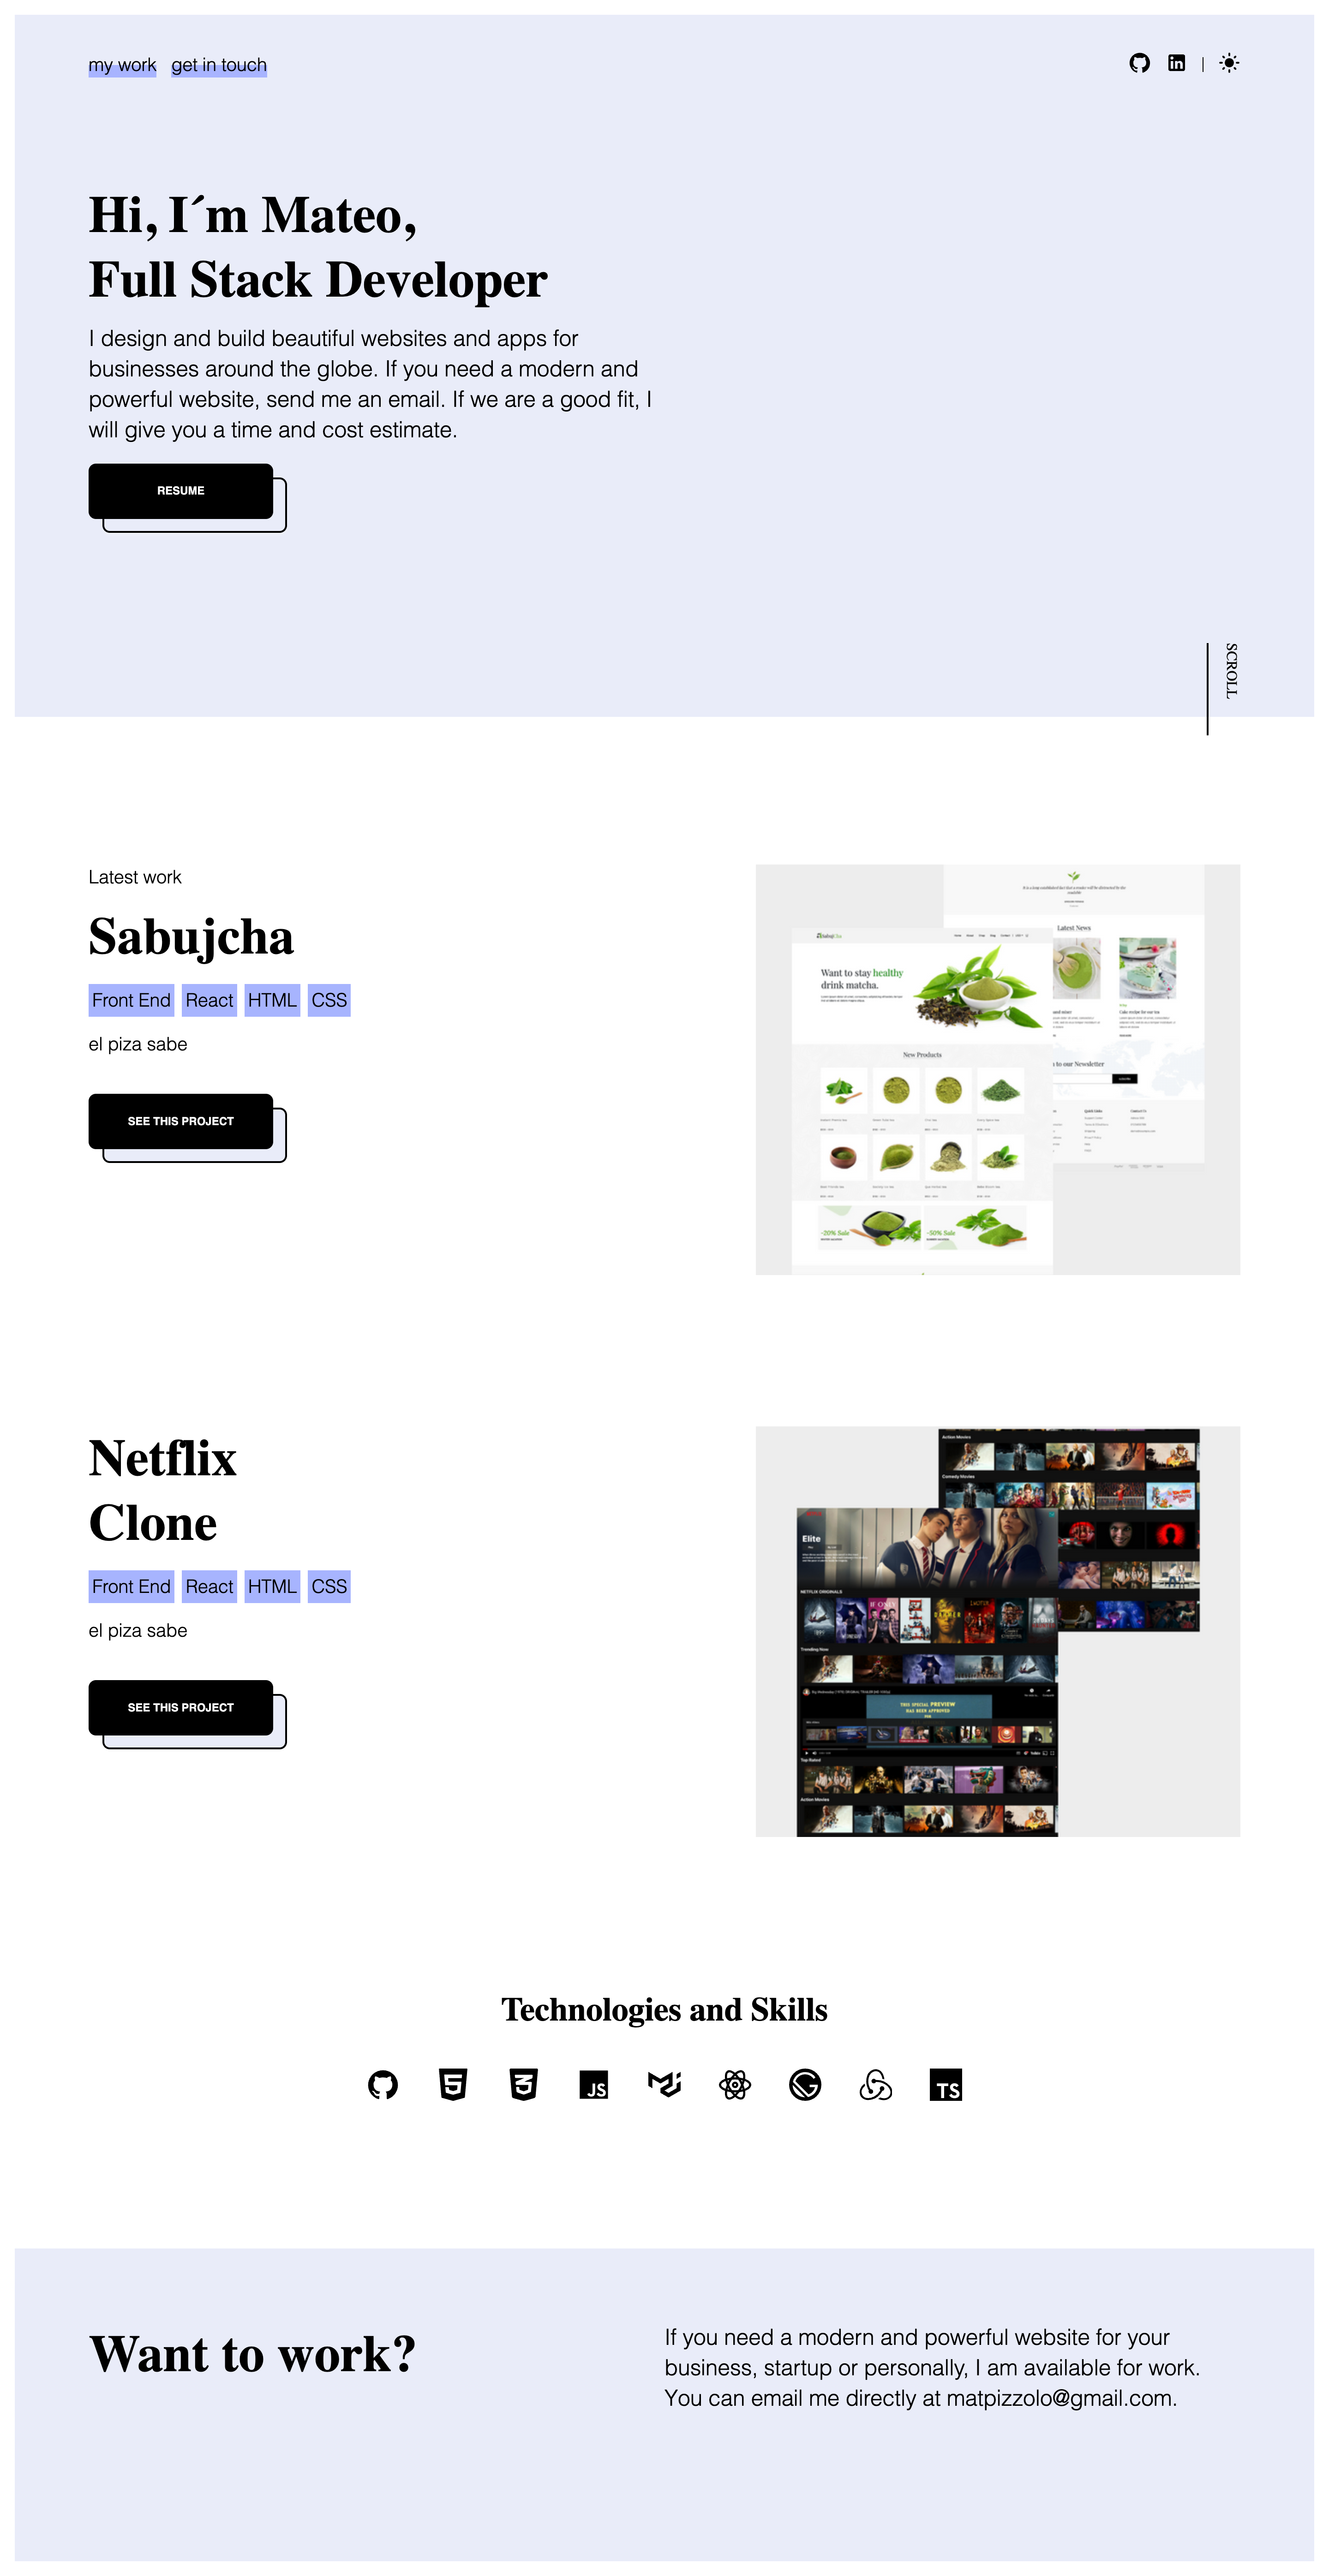 my work get in touch
|
Hi, I´m Mateo,
Full Stack Developer
I design and build beautiful websites and apps for
businesses around the globe. If you need a modern and
powerful website, send me an email. If we are a good fit, I
will give you a time and cost estimate.
RESUME
SCROLL
Latest work
Sabujcha
Front End React HTML CSS
el piza sabe
SEE THIS PROJECT
Latest News
Want to stay healthy
drink matcha.
to our Newsletter
New Products
-20% Sale
-50% Sale
Netflix
Clone
Front End React HTML CSS
el piza sabe
SEE THIS PROJECT
Action Movies
Comedy Movies
Elite
NETFLIX ORIGINALS
Trending Now
THIS SPECIAL PREVIEW
HAS BEEN APPROVED
Top Rated
Action Movies
Technologies and Skills
JS
TS
Want to work?
If you need a modern and powerful website for your
business, startup or personally, I am available for work.
You can email me directly at matpizzolo@gmail.com.